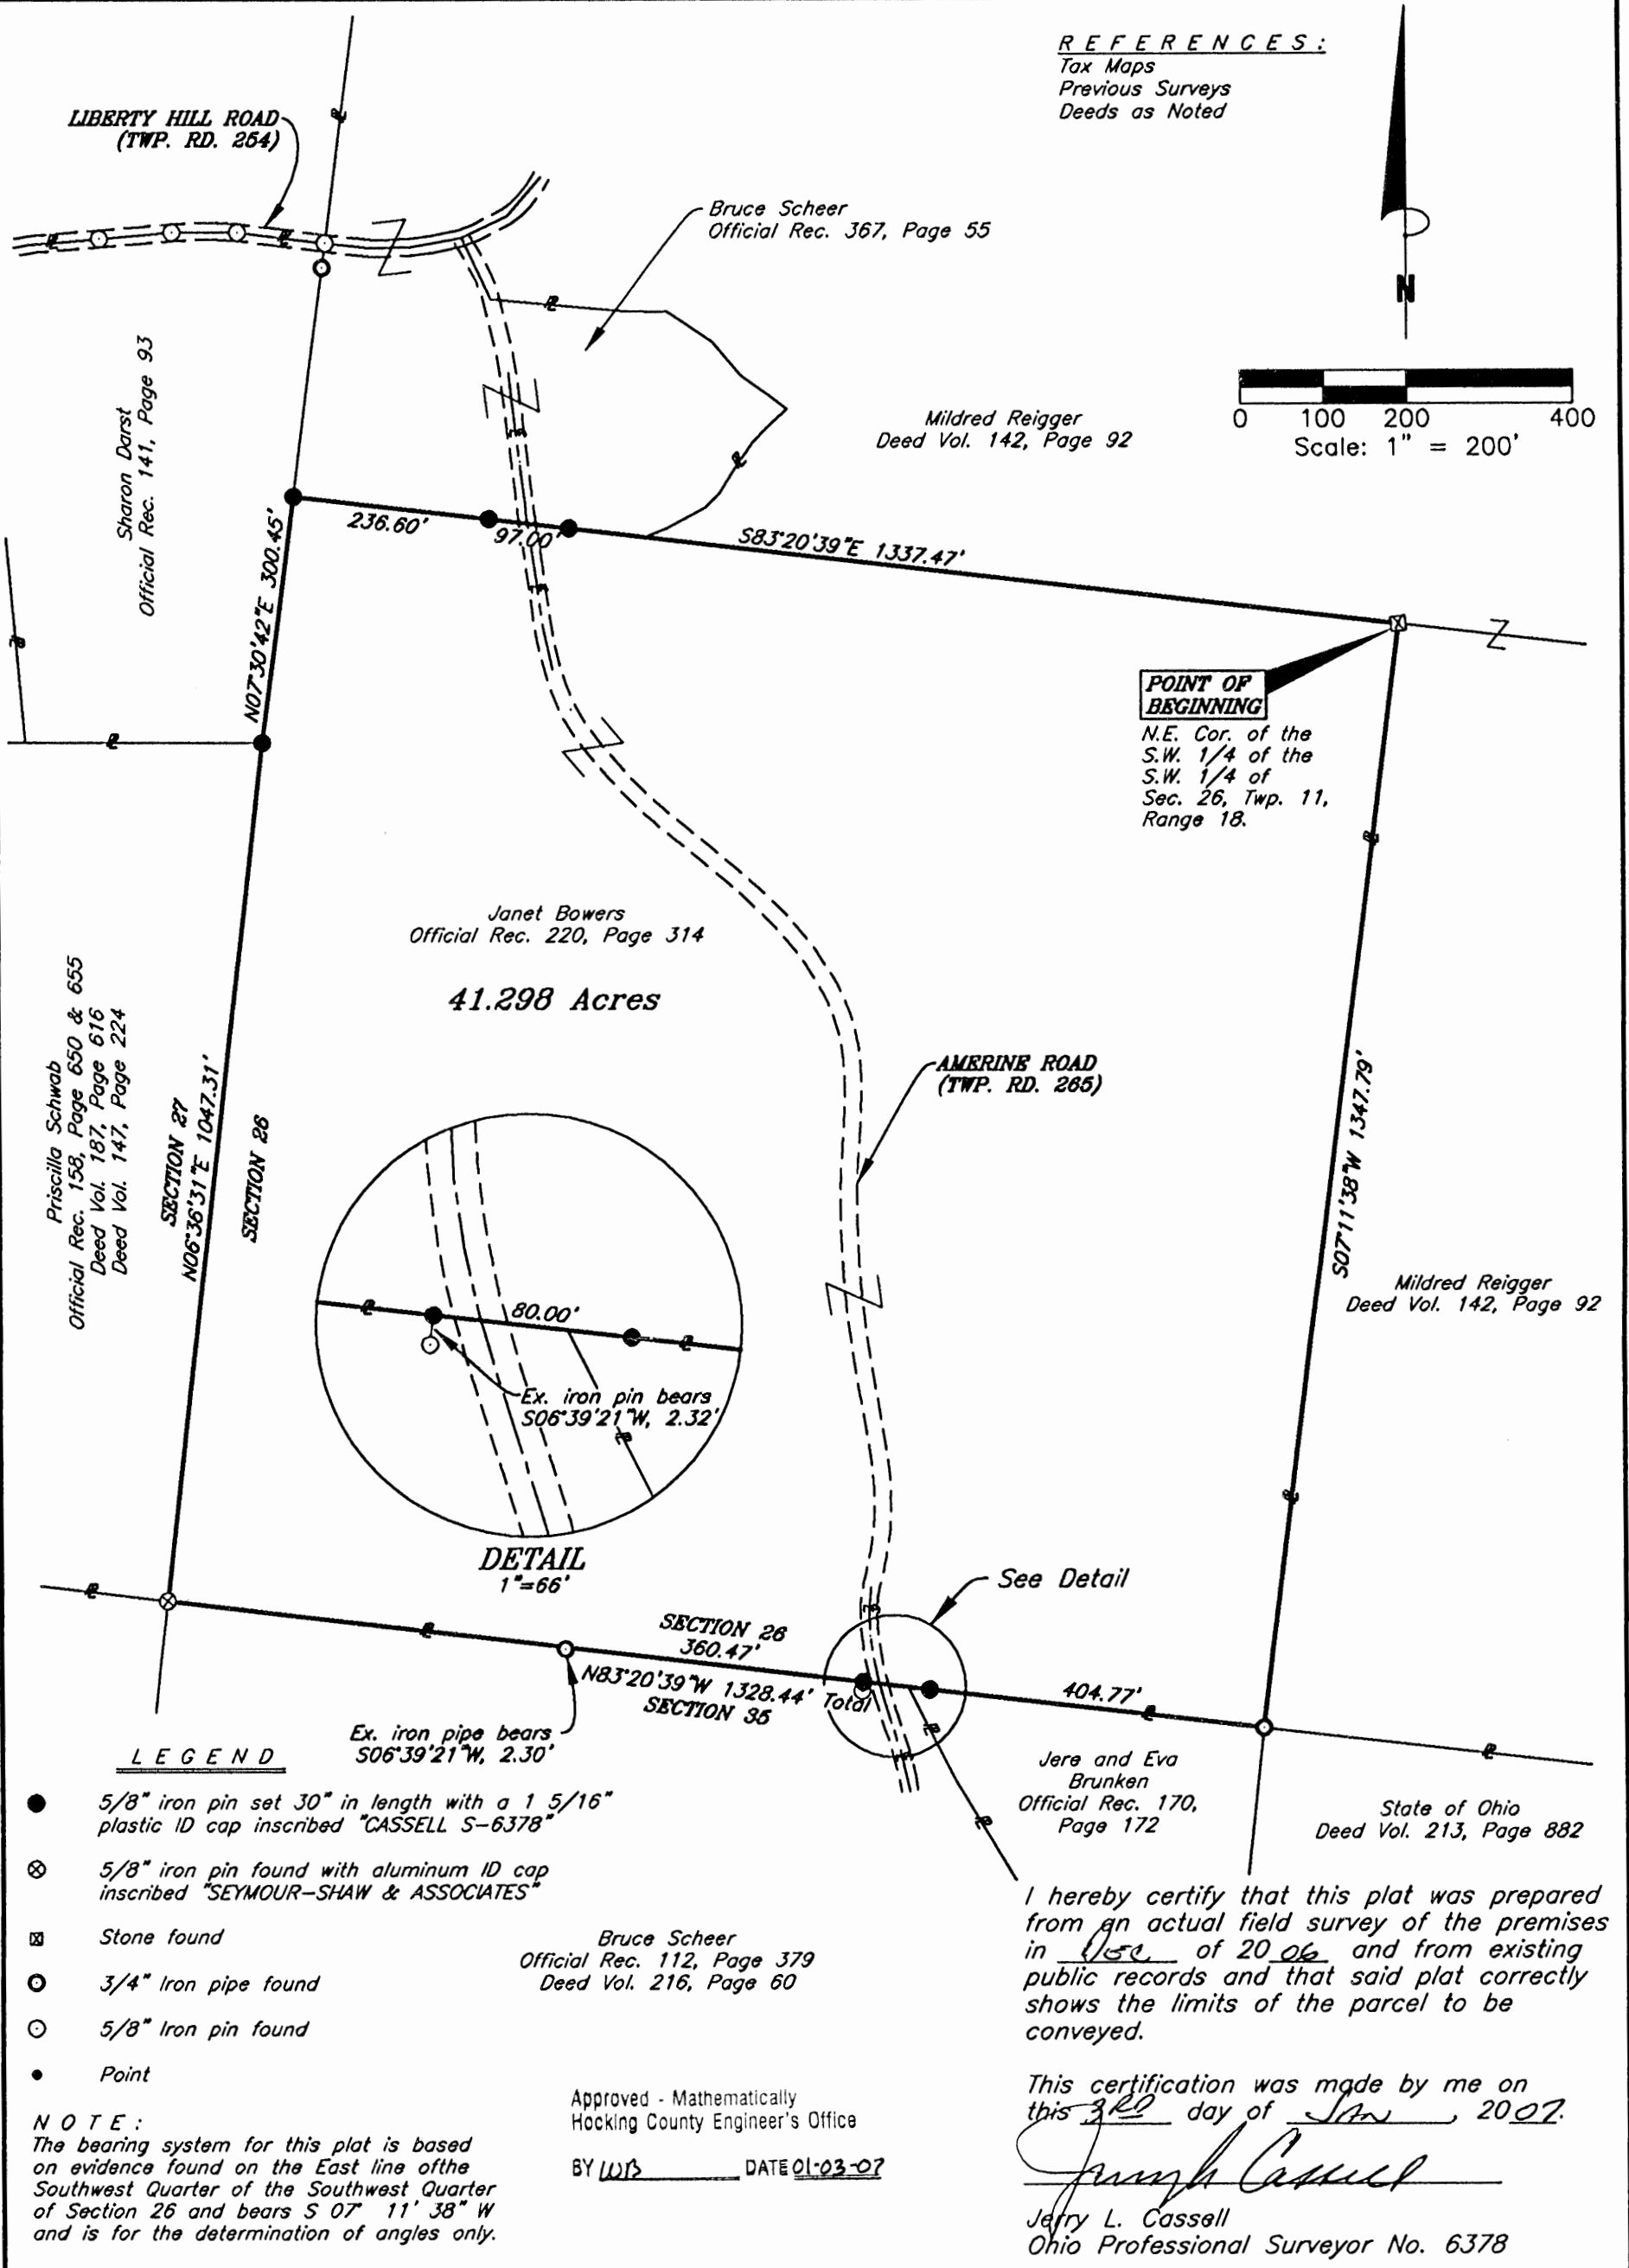 REFERENCES:
Tax Maps
Previous Surveys
Deeds as Noted
LIBERTY HILL ROAD
(TWP. RD. 254)
Bruce Scheer
Official Rec. 367, Page 55
N
0 100 200 400
Scale: 1" = 200'
Sharon Darst
Official Rec. 141, Page 93
Mildred Reigger
Deed Vol. 142, Page 92
236.60'
97.00'
S83°20'39"E 1337.47'
N07°30'42"E 300.45'
POINT OF
BEGINNING
N.E. Cor. of the
S.W. 1/4 of the
S.W. 1/4 of
Sec. 26, Twp. 11,
Range 18.
Janet Bowers
Official Rec. 220, Page 314
41.298 Acres
Priscilla Schwab
Official Rec. 158, Page 650 & 655
Deed Vol. 187, Page 616
Deed Vol. 147, Page 224
SECTION 27
N06°36'31"E 1047.31'
SECTION 26
AMERINE ROAD
(TWP. RD. 265)
S07°11'38"W 1347.79'
Mildred Reigger
Deed Vol. 142, Page 92
80.00'
Ex. iron pin bears
S06°39'21"W, 2.32'
DETAIL
1"=66'
See Detail
SECTION 26
360.47'
N83°20'39"W 1328.44' Total
SECTION 35
404.77'
Ex. iron pipe bears
S06°39'21"W, 2.30'
Jere and Eva
Brunken
Official Rec. 170,
Page 172
State of Ohio
Deed Vol. 213, Page 882
LEGEND
5/8" iron pin set 30" in length with a 1 5/16"
plastic ID cap inscribed "CASSELL S-6378"
5/8" iron pin found with aluminum ID cap
inscribed "SEYMOUR-SHAW & ASSOCIATES"
Stone found
3/4" Iron pipe found
5/8" Iron pin found
Point
Bruce Scheer
Official Rec. 112, Page 379
Deed Vol. 216, Page 60
NOTE:
The bearing system for this plat is based
on evidence found on the East line ofthe
Southwest Quarter of the Southwest Quarter
of Section 26 and bears S 07° 11' 38" W
and is for the determination of angles only.
Approved - Mathematically
Hocking County Engineer's Office
BY WB DATE 01-03-07
I hereby certify that this plat was prepared
from an actual field survey of the premises
in Dec of 20 06 and from existing
public records and that said plat correctly
shows the limits of the parcel to be
conveyed.
This certification was made by me on
this 3RD day of JAN, 2007.
Jerry L. Cassell
Ohio Professional Surveyor No. 6378